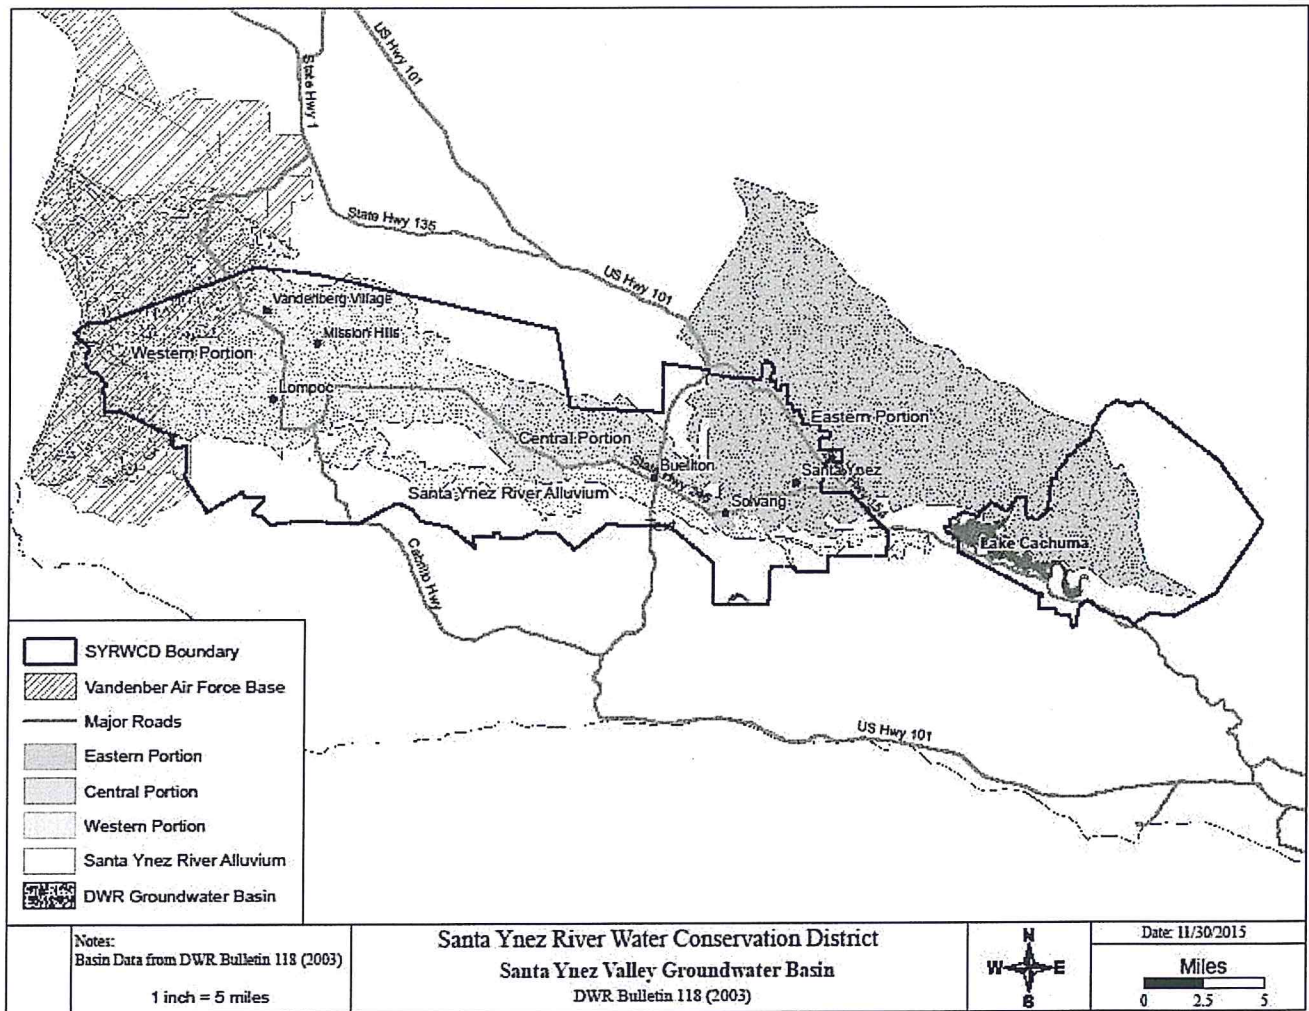 US Hwy 101
State Hwy 1
State Hwy 135
US Hwy 101
Vandenberg Village
Mission Hills
Western Portion
Lompoc
Eastern Portion
Central Portion
Buellton
Santa Ynez
State Hwy 246
Santa Ynez River Alluvium
Solvang
Lake Cachuma
Cabrillo Hwy
US Hwy 101
SYRWCD Boundary
Vandenber Air Force Base
Major Roads
Eastern Portion
Central Portion
Western Portion
Santa Ynez River Alluvium
DWR Groundwater Basin
Notes:
Basin Data from DWR Bulletin 118 (2003)
1 inch = 5 miles
Santa Ynez River Water Conservation District
Santa Ynez Valley Groundwater Basin
DWR Bulletin 118 (2003)
N
W E
S
Date: 11/30/2015
Miles
0 2.5 5